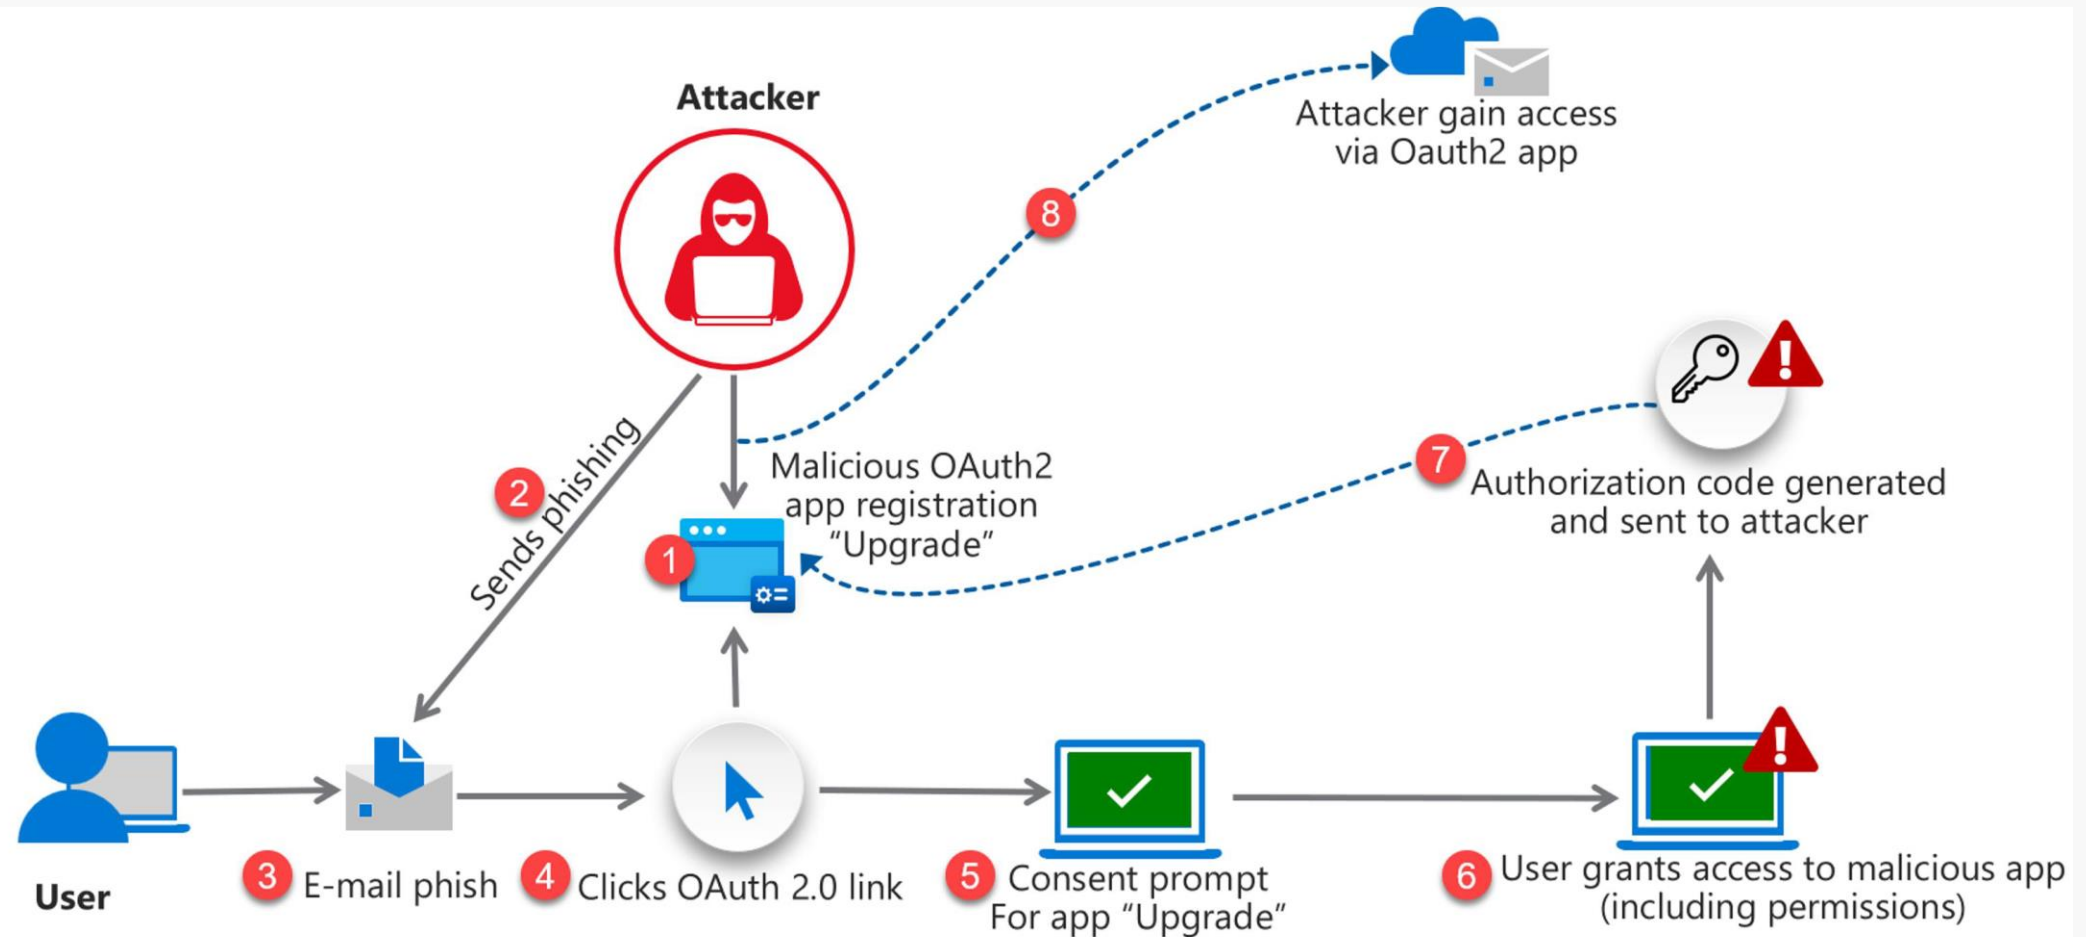 Attacker
Attacker gain access
via Oauth2 app
8
7
Authorization code generated
and sent to attacker
2
Sends phishing
Malicious OAuth2
app registration
“Upgrade”
1
User
3 E-mail phish
4 Clicks OAuth 2.0 link
5 Consent prompt
For app “Upgrade”
6 User grants access to malicious app
(including permissions)